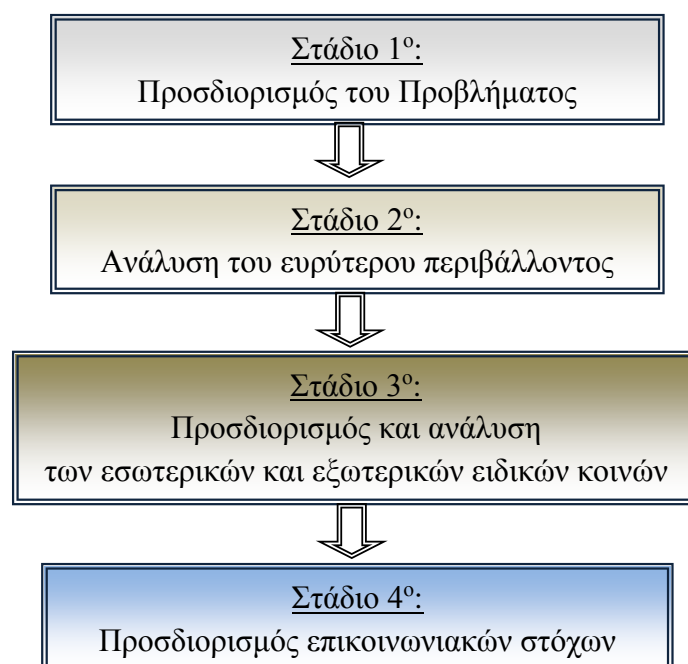 Στάδιο 1ο:
Προσδιορισμός του Προβλήματος
Στάδιο 2ο:
Ανάλυση του ευρύτερου περιβάλλοντος
Στάδιο 3ο:
Προσδιορισμός και ανάλυση
των εσωτερικών και εξωτερικών ειδικών κοινών
Στάδιο 4ο:
Προσδιορισμός επικοινωνιακών στόχων